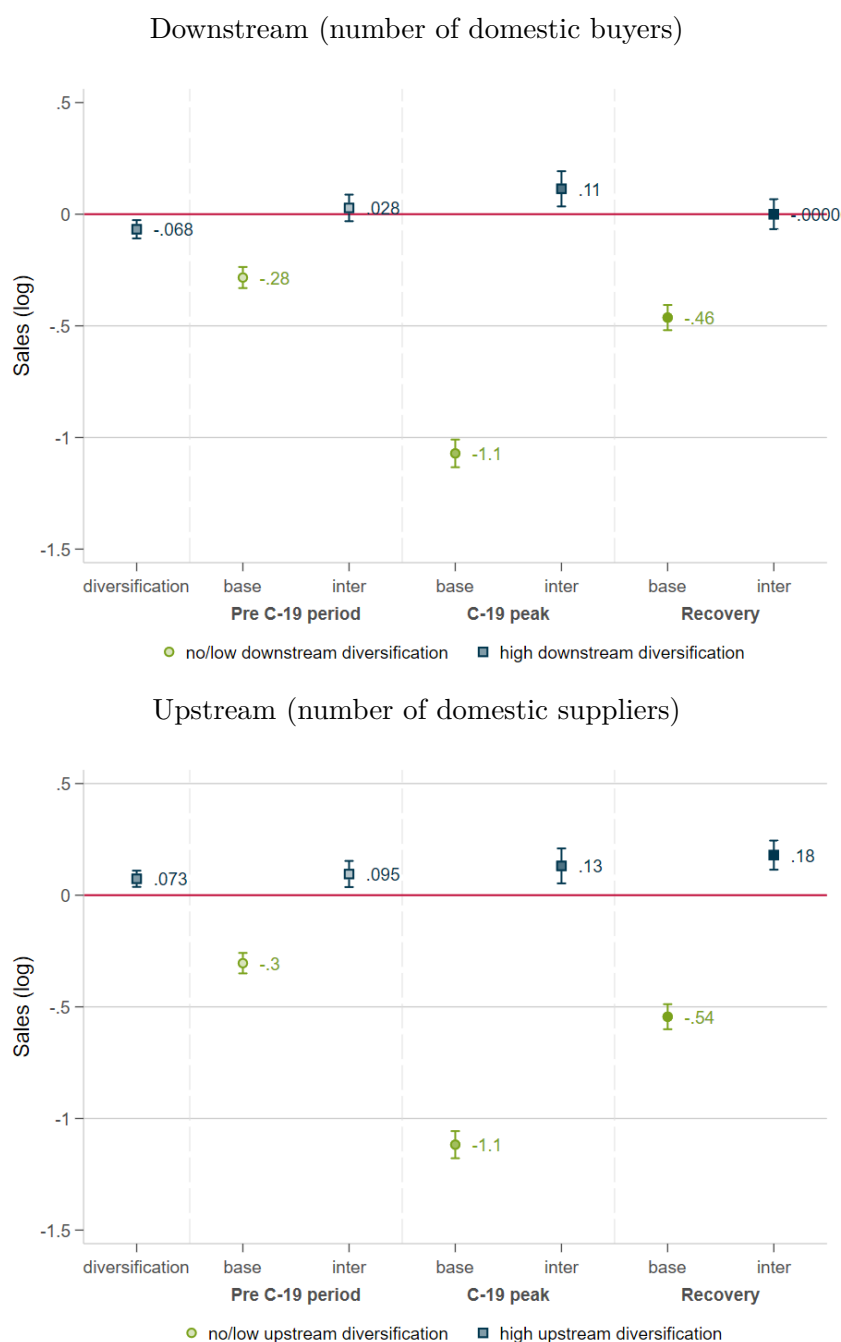 Downstream (number of domestic buyers)
.5
0
-.5
-1
-1.5
Sales (log)
-.068
-.28
.028
-1.1
.11
-.46
-.0000
diversification base inter base inter base inter
Pre C-19 period C-19 peak Recovery
no/low downstream diversification high downstream diversification
Upstream (number of domestic suppliers)
.5
0
-.5
-1
-1.5
Sales (log)
.073
-.3
.095
-1.1
.13
-.54
.18
diversification base inter base inter base inter
Pre C-19 period C-19 peak Recovery
no/low upstream diversification high upstream diversification